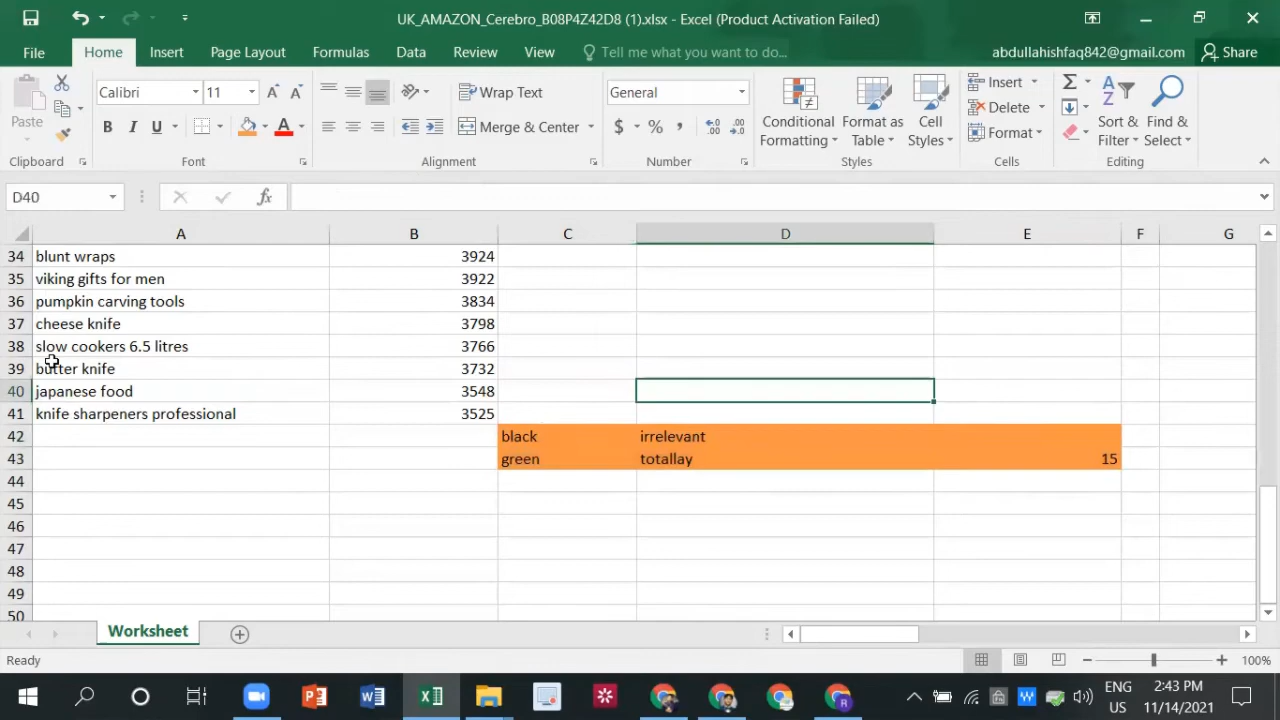 UK_AMAZON_Cerebro_B08P4Z42D8 (1).xlsx - Excel (Product Activation Failed)
File Home Insert Page Layout Formulas Data Review View Tell me what you want to do... abdullahishfaq842@gmail.com Share
Paste
Clipboard
Calibri 11
B I U A
Font
Wrap Text
Merge & Center
Alignment
General
$ % ,
Number
Conditional Formatting
Format as Table
Cell Styles
Styles
Insert
Delete
Format
Cells
Sort & Filter
Find & Select
Editing
D40 fx
A B C D E F G
34 blunt wraps 3924
35 viking gifts for men 3922
36 pumpkin carving tools 3834
37 cheese knife 3798
38 slow cookers 6.5 litres 3766
39 butter knife 3732
40 japanese food 3548
41 knife sharpeners professional 3525
42 black irrelevant
43 green totallay 15
44
45
46
47
48
49
50
Worksheet
Ready 100%
ENG 2:43 PM
US 11/14/2021